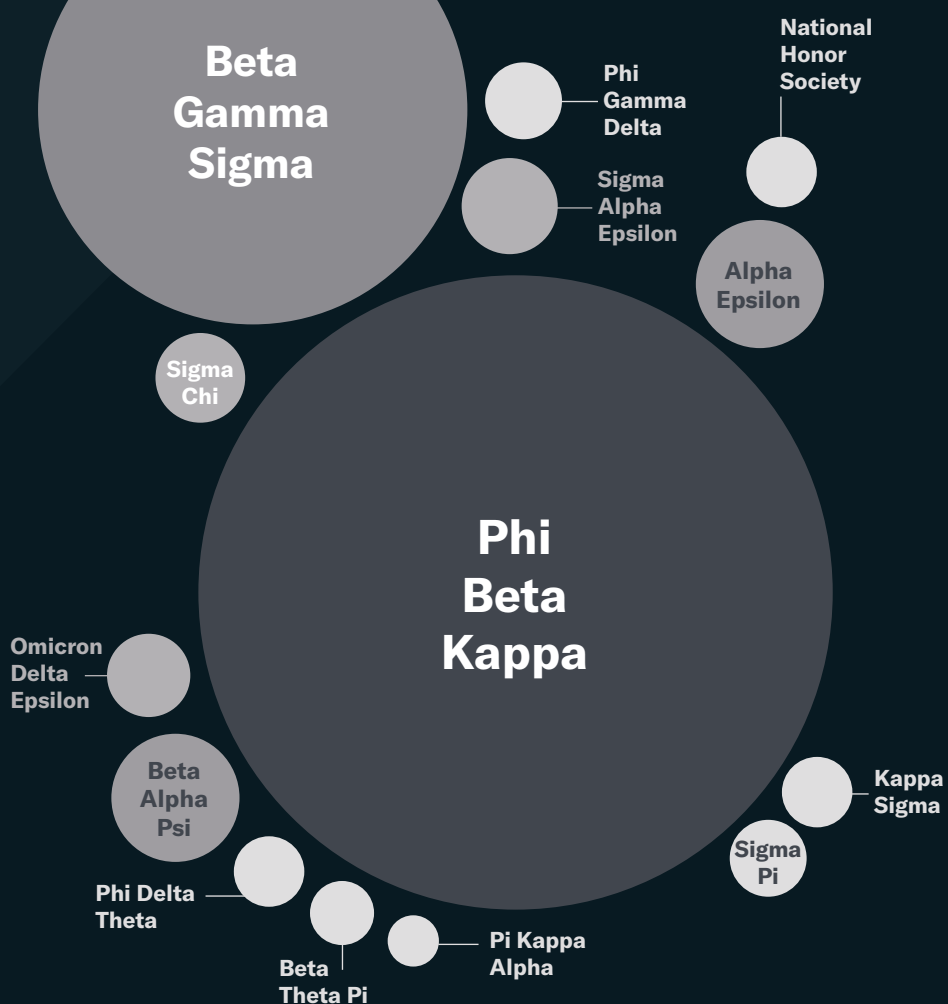 Beta
Gamma
Sigma
Phi
Gamma
Delta
National
Honor
Society
Sigma
Alpha
Epsilon
Alpha
Epsilon
Sigma
Chi
Phi
Beta
Kappa
Omicron
Delta
Epsilon
Beta
Alpha
Psi
Kappa
Sigma
Sigma
Pi
Phi Delta
Theta
Beta
Theta Pi
Pi Kappa
Alpha